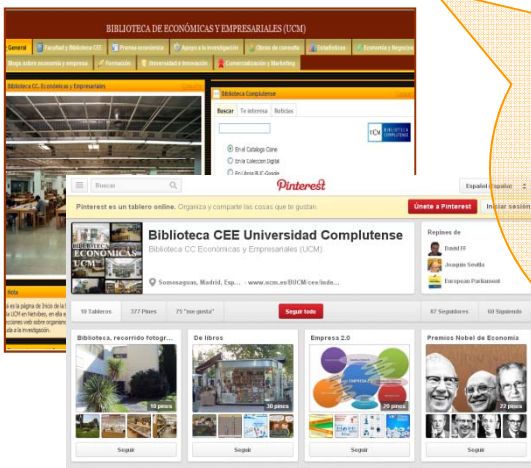 BIBLIOTECA DE ECONÓMICAS Y EMPRESARIALES (UCM)
General
Facultad y Biblioteca CEE
Prensa económica
Apoyo a la investigación
Obras de consulta
Estadísticas
Economía y Negocios
Blogs sobre economía y empresa
Formación
Universidad e Innovación
Comercialización y Marketing
Biblioteca CC. Económicas y Empresariales
Biblioteca Complutense
Buscar Te interesa Noticias
En el Catálogo Cisne
En la Colección Digital
Nota
Buscar
Pinterest
Pinterest es un tablero online. Organiza y comparte las cosas que te gustan.
Únete a Pinterest
Iniciar sesión
BIBLIOTECA
ECONÓMICAS
UCM
Biblioteca CEE Universidad Complutense
Biblioteca CC Económicas y Empresariales (UCM)
Somosaguas, Madrid, Esp... · www.ucm.es/BUCM/cee/inde...
Repines de
David FF
Joaquín Sevilla
European Parliament
19 Tableros
377 Pines
75 "me gusta"
Seguir todo
87 Seguidores
69 Siguiendo
Biblioteca, recorrido fotogr...
De libros
Empresa 2.0
Premios Nobel de Economía
10 pines
30 pines
20 pines
22 pines
Seguir
Seguir
Seguir
Seguir